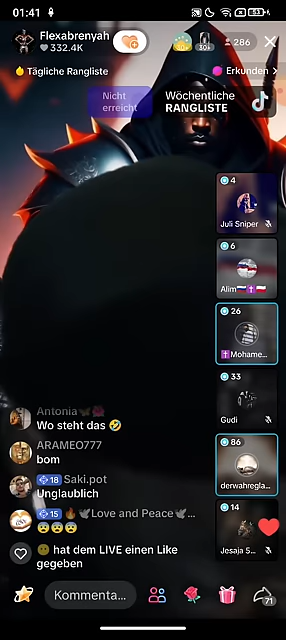 01:41
53
Flexabrenyah
332.4K
30+
286
Tägliche Rangliste
Erkunden
Nicht
erreicht
Wöchentliche
RANGLISTE
4
Juli Sniper
6
Alim
26
Mohame...
33
Gudi
86
derwahregla...
14
Jesaja S...
Antonia
Wo steht das 🤣
ARAMEO777
bom
18 Saki.pot
Unglaublich
15 🔥🕊️Love and Peace🕊️...
😨😨😨
hat dem LIVE einen Like
gegeben
Kommenta...
71